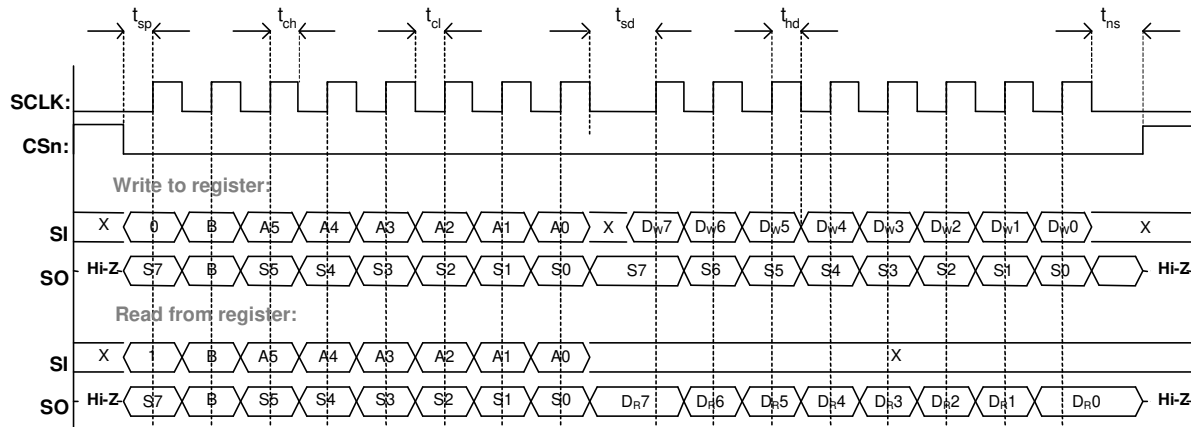 tsp tch tcl tsd thd tns
SCLK:
CSn:
Write to register:
SI X 0 B A5 A4 A3 A2 A1 A0 X DW7 DW6 DW5 DW4 DW3 DW2 DW1 DW0 X
SO Hi-Z S7 B S5 S4 S3 S2 S1 S0 S7 S6 S5 S4 S3 S2 S1 S0 Hi-Z
Read from register:
SI X 1 B A5 A4 A3 A2 A1 A0 X
SO Hi-Z S7 B S5 S4 S3 S2 S1 S0 DR7 DR6 DR5 DR4 DR3 DR2 DR1 DR0 Hi-Z